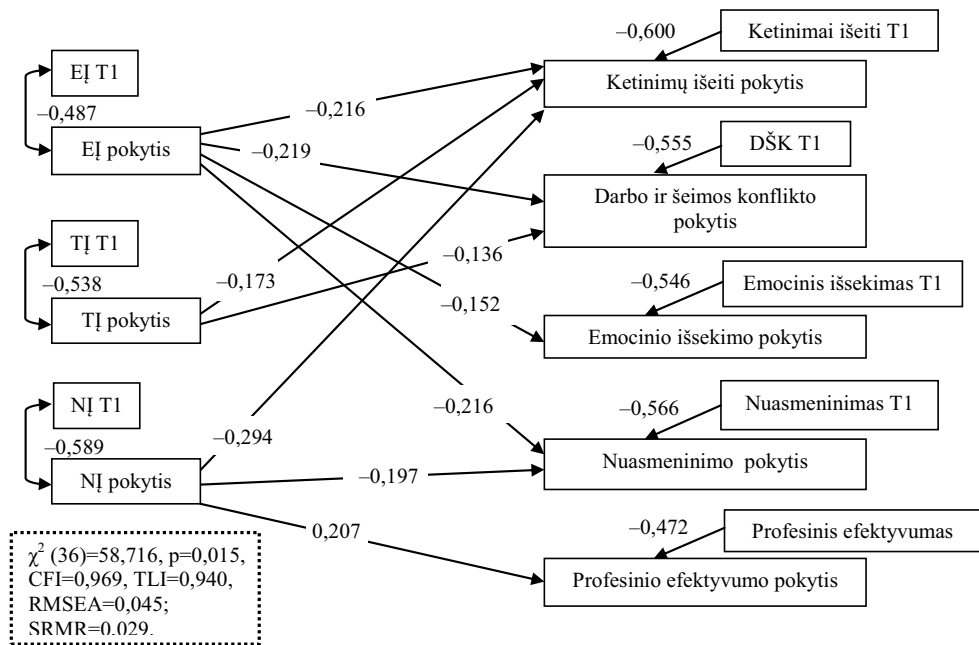 –0,600
Ketinimai išeiti T1
EĮ T1
Ketinimų išeiti pokytis
–0,487
–0,216
EĮ pokytis
–0,219
–0,555
DŠK T1
Darbo ir šeimos konflikto
pokytis
TĮ T1
–0,136
–0,538
–0,173
–0,546
Emocinis išsekimas T1
TĮ pokytis
–0,152
Emocinio išsekimo pokytis
NĮ T1
–0,216
–0,566
Nuasmeninimas T1
–0,589
–0,294
NĮ pokytis
–0,197
Nuasmeninimo pokytis
0,207
–0,472
Profesinis efektyvumas
Profesinio efektyvumo pokytis
χ² (36)=58,716, p=0,015,
CFI=0,969, TLI=0,940,
RMSEA=0,045;
SRMR=0,029.